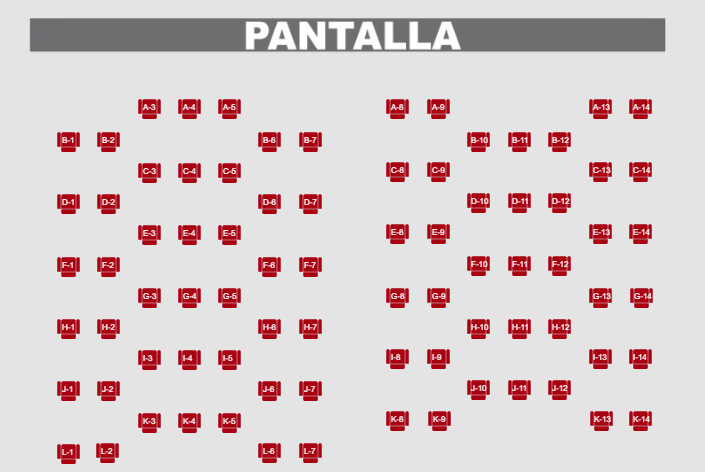 PANTALLA
A-3 A-4 A-5 A-8 A-9 A-13 A-14
B-1 B-2 B-6 B-7 B-10 B-11 B-12
C-3 C-4 C-5 C-8 C-9 C-13 C-14
D-1 D-2 D-6 D-7 D-10 D-11 D-12
E-3 E-4 E-5 E-8 E-9 E-13 E-14
F-1 F-2 F-6 F-7 F-10 F-11 F-12
G-3 G-4 G-5 G-8 G-9 G-13 G-14
H-1 H-2 H-6 H-7 H-10 H-11 H-12
I-3 I-4 I-5 I-8 I-9 I-13 I-14
J-1 J-2 J-6 J-7 J-10 J-11 J-12
K-3 K-4 K-5 K-8 K-9 K-13 K-14
L-1 L-2 L-6 L-7